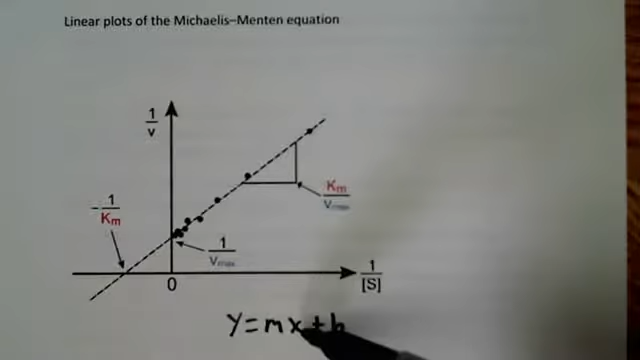 Linear plots of the Michaelis–Menten equation
1
v
- 1
Km
Km
Vmax
1
Vmax
0
1
[S]
y=mx+b